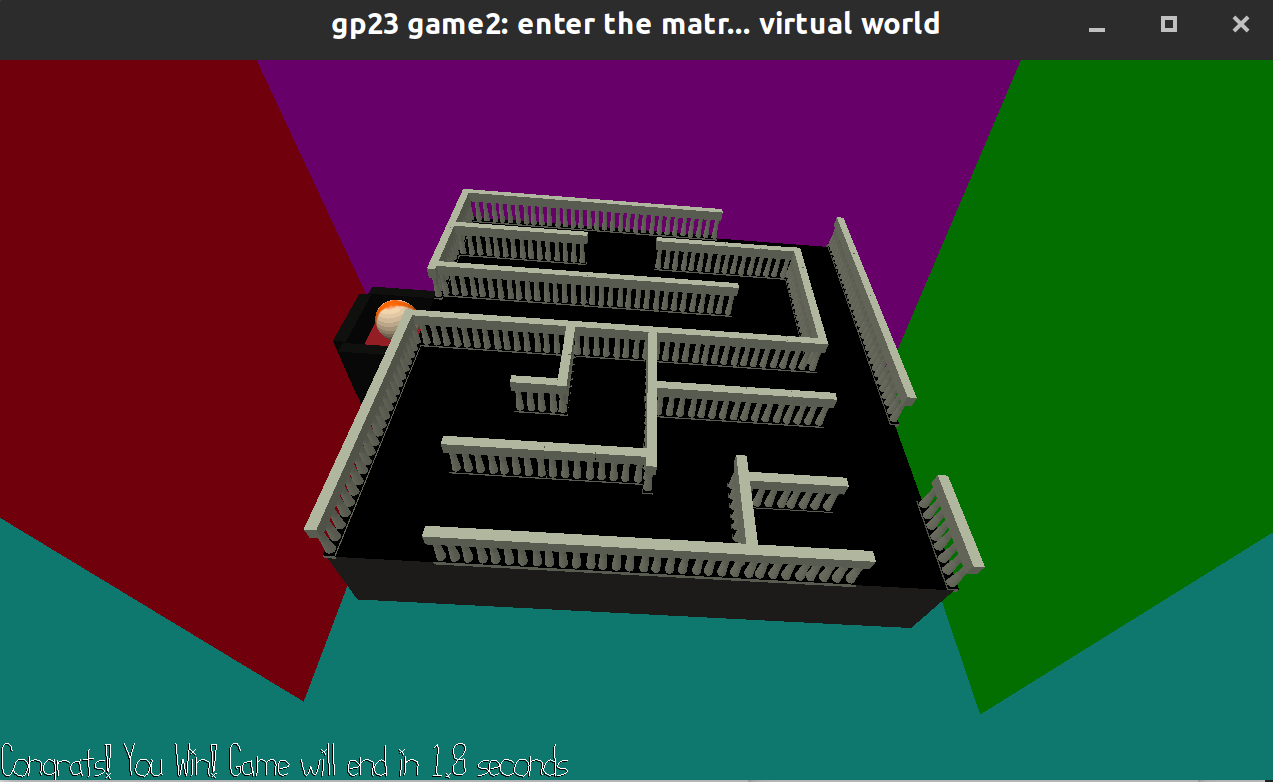 gp23 game2: enter the matr... virtual world
Congrats!! You Win!! Game will end in 1.8 seconds